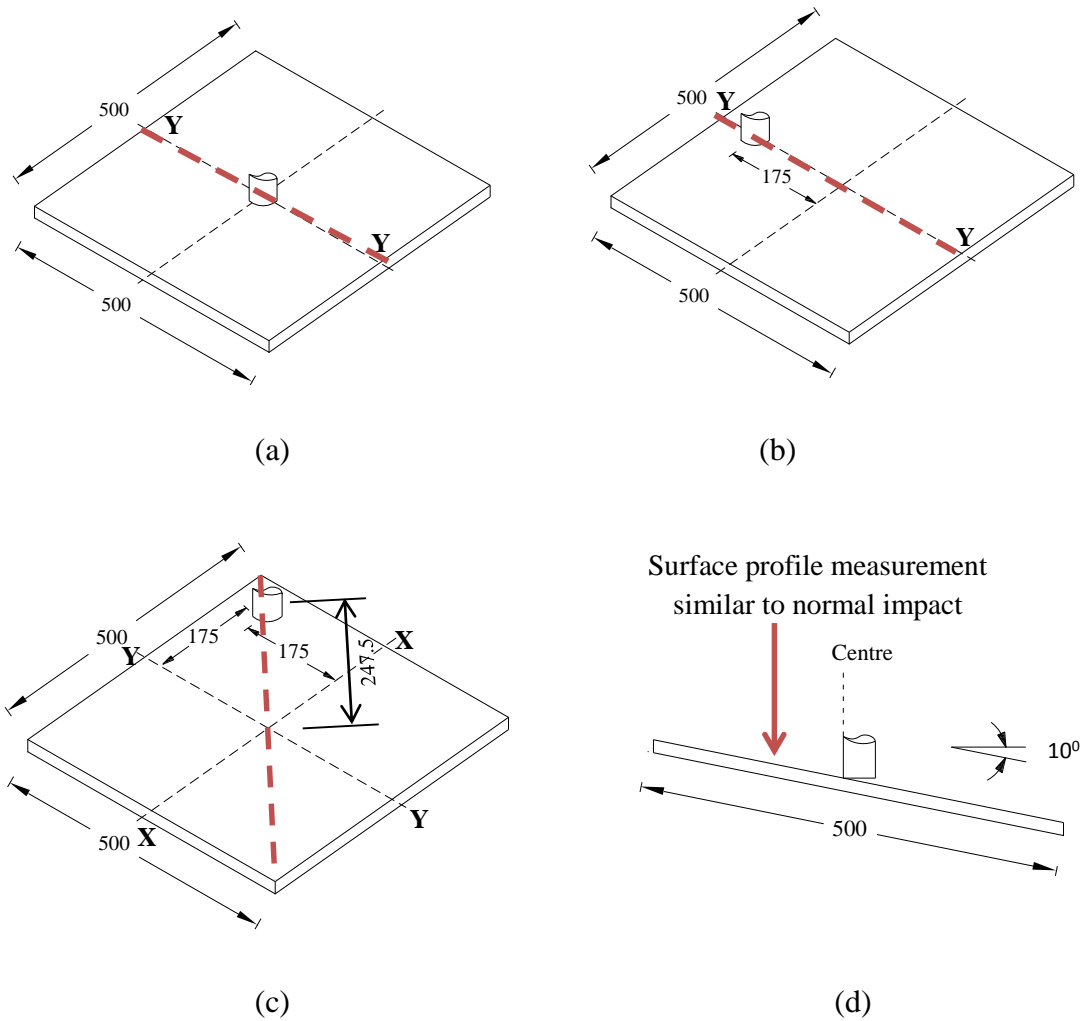 500
Y
Y
500
(a)
500
Y
175
Y
500
(b)
500
Y
175
175
X
247.5
500
X
Y
(c)
Surface profile measurement
similar to normal impact
Centre
10⁰
500
(d)